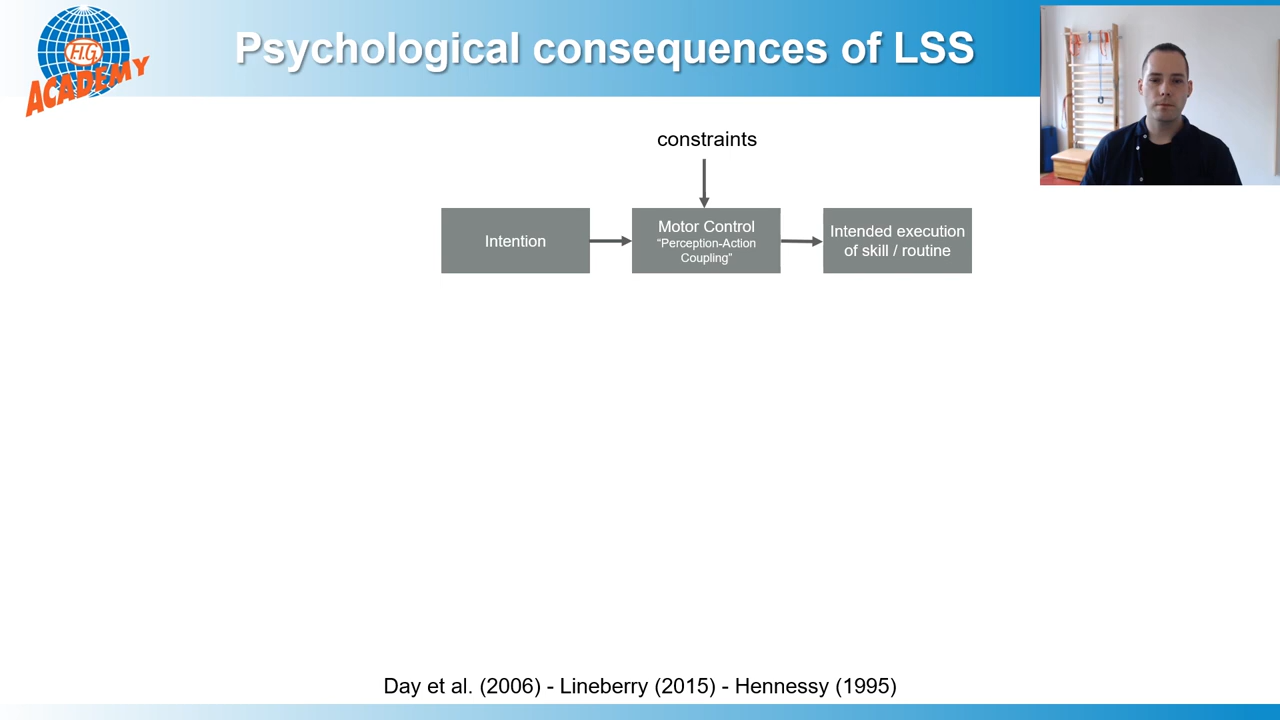 F.I.G.
ACADEMY
Psychological consequences of LSS
constraints
Intention
Motor Control
“Perception-Action
Coupling”
Intended execution
of skill / routine
Day et al. (2006) - Lineberry (2015) - Hennessy (1995)